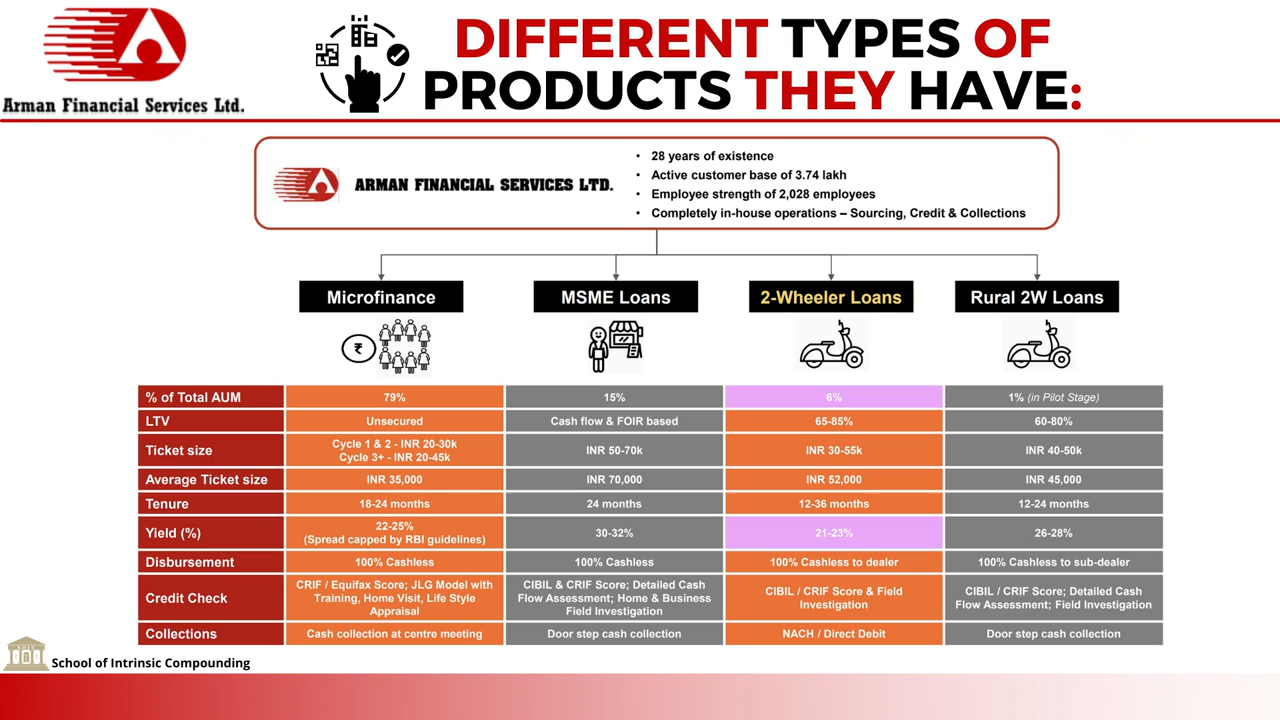 Arman Financial Services Ltd.
DIFFERENT TYPES OF
PRODUCTS THEY HAVE:
ARMAN FINANCIAL SERVICES LTD.
• 28 years of existence
• Active customer base of 3.74 lakh
• Employee strength of 2,028 employees
• Completely in-house operations – Sourcing, Credit & Collections
Microfinance MSME Loans 2-Wheeler Loans Rural 2W Loans
₹
% of Total AUM 79% 15% 6% 1% (in Pilot Stage)
LTV Unsecured Cash flow & FOIR based 65-85% 60-80%
Ticket size Cycle 1 & 2 - INR 20-30k INR 50-70k INR 30-55k INR 40-50k
Cycle 3+ - INR 20-45k
Average Ticket size INR 35,000 INR 70,000 INR 52,000 INR 45,000
Tenure 18-24 months 24 months 12-36 months 12-24 months
Yield (%) 22-25% 30-32% 21-23% 26-28%
(Spread capped by RBI guidelines)
Disbursement 100% Cashless 100% Cashless 100% Cashless to dealer 100% Cashless to sub-dealer
Credit Check CRIF / Equifax Score; JLG Model with CIBIL & CRIF Score; Detailed Cash CIBIL / CRIF Score & Field CIBIL / CRIF Score; Detailed Cash
Training, Home Visit, Life Style Flow Assessment; Home & Business Investigation Flow Assessment; Field Investigation
Appraisal Field Investigation
Collections Cash collection at centre meeting Door step cash collection NACH / Direct Debit Door step cash collection
School of Intrinsic Compounding